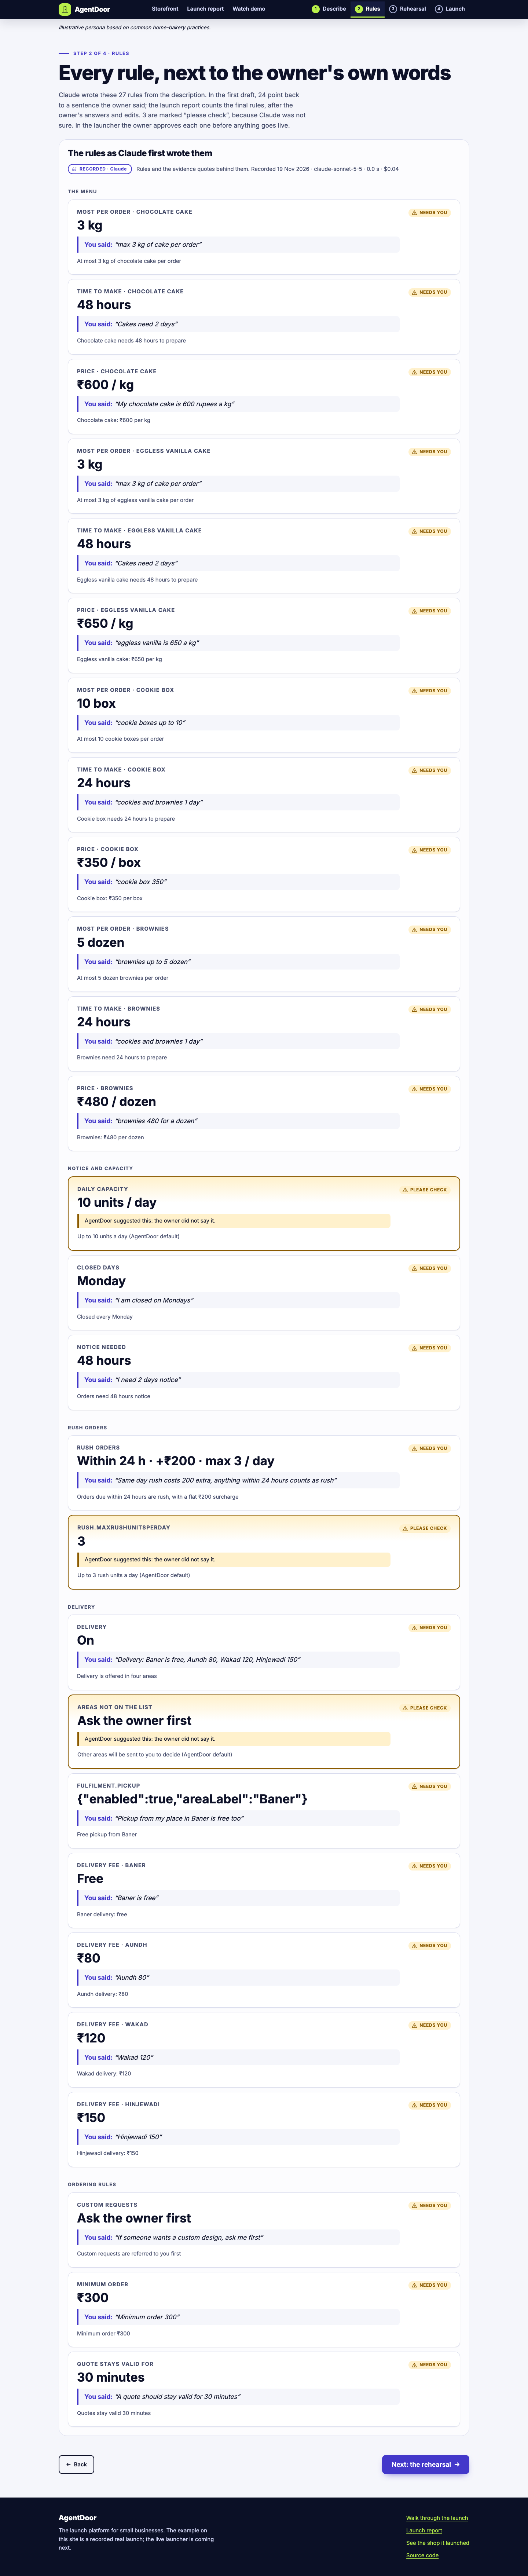 AgentDoor
Storefront Launch report Watch demo
1 Describe 2 Rules 3 Rehearsal 4 Launch
Illustrative persona based on common home-bakery practices.
STEP 2 OF 4 · RULES
Every rule, next to the owner's own words
Claude wrote these 27 rules from the description. In the first draft, 24 point back
to a sentence the owner said; the launch report counts the final rules, after the
owner's answers and edits. 3 are marked "please check", because Claude was not
sure. In the launcher the owner approves each one before anything goes live.
The rules as Claude first wrote them
RECORDED · Claude Rules and the evidence quotes behind them. Recorded 19 Nov 2026 · claude-sonnet-5-5 · 0.0 s · $0.04
THE MENU
MOST PER ORDER · CHOCOLATE CAKE
NEEDS YOU
3 kg
You said: "max 3 kg of cake per order"
At most 3 kg of chocolate cake per order
TIME TO MAKE · CHOCOLATE CAKE
NEEDS YOU
48 hours
You said: "Cakes need 2 days"
Chocolate cake needs 48 hours to prepare
PRICE · CHOCOLATE CAKE
NEEDS YOU
₹600 / kg
You said: "My chocolate cake is 600 rupees a kg"
Chocolate cake: ₹600 per kg
MOST PER ORDER · EGGLESS VANILLA CAKE
NEEDS YOU
3 kg
You said: "max 3 kg of cake per order"
At most 3 kg of eggless vanilla cake per order
TIME TO MAKE · EGGLESS VANILLA CAKE
NEEDS YOU
48 hours
You said: "Cakes need 2 days"
Eggless vanilla cake needs 48 hours to prepare
PRICE · EGGLESS VANILLA CAKE
NEEDS YOU
₹650 / kg
You said: "eggless vanilla is 650 a kg"
Eggless vanilla cake: ₹650 per kg
MOST PER ORDER · COOKIE BOX
NEEDS YOU
10 box
You said: "cookie boxes up to 10"
At most 10 cookie boxes per order
TIME TO MAKE · COOKIE BOX
NEEDS YOU
24 hours
You said: "cookies and brownies 1 day"
Cookie box needs 24 hours to prepare
PRICE · COOKIE BOX
NEEDS YOU
₹350 / box
You said: "cookie box 350"
Cookie box: ₹350 per box
MOST PER ORDER · BROWNIES
NEEDS YOU
5 dozen
You said: "brownies up to 5 dozen"
At most 5 dozen brownies per order
TIME TO MAKE · BROWNIES
NEEDS YOU
24 hours
You said: "cookies and brownies 1 day"
Brownies need 24 hours to prepare
PRICE · BROWNIES
NEEDS YOU
₹480 / dozen
You said: "brownies 480 for a dozen"
Brownies: ₹480 per dozen
NOTICE AND CAPACITY
DAILY CAPACITY
PLEASE CHECK
10 units / day
AgentDoor suggested this: the owner did not say it.
Up to 10 units a day (AgentDoor default)
CLOSED DAYS
NEEDS YOU
Monday
You said: "I am closed on Mondays"
Closed every Monday
NOTICE NEEDED
NEEDS YOU
48 hours
You said: "I need 2 days notice"
Orders need 48 hours notice
RUSH ORDERS
RUSH ORDERS
NEEDS YOU
Within 24 h · +₹200 · max 3 / day
You said: "Same day rush costs 200 extra, anything within 24 hours counts as rush"
Orders due within 24 hours are rush, with a flat ₹200 surcharge
RUSH.MAXRUSHUNITSPERDAY
PLEASE CHECK
3
AgentDoor suggested this: the owner did not say it.
Up to 3 rush units a day (AgentDoor default)
DELIVERY
DELIVERY
NEEDS YOU
On
You said: "Delivery: Baner is free, Aundh 80, Wakad 120, Hinjewadi 150"
Delivery is offered in four areas
AREAS NOT ON THE LIST
PLEASE CHECK
Ask the owner first
AgentDoor suggested this: the owner did not say it.
Other areas will be sent to you to decide (AgentDoor default)
FULFILMENT.PICKUP
NEEDS YOU
{"enabled":true,"areaLabel":"Baner"}
You said: "Pickup from my place in Baner is free too"
Free pickup from Baner
DELIVERY FEE · BANER
NEEDS YOU
Free
You said: "Baner is free"
Baner delivery: free
DELIVERY FEE · AUNDH
NEEDS YOU
₹80
You said: "Aundh 80"
Aundh delivery: ₹80
DELIVERY FEE · WAKAD
NEEDS YOU
₹120
You said: "Wakad 120"
Wakad delivery: ₹120
DELIVERY FEE · HINJEWADI
NEEDS YOU
₹150
You said: "Hinjewadi 150"
Hinjewadi delivery: ₹150
ORDERING RULES
CUSTOM REQUESTS
NEEDS YOU
Ask the owner first
You said: "If someone wants a custom design, ask me first"
Custom requests are referred to you first
MINIMUM ORDER
NEEDS YOU
₹300
You said: "Minimum order 300"
Minimum order ₹300
QUOTE STAYS VALID FOR
NEEDS YOU
30 minutes
You said: "A quote should stay valid for 30 minutes"
Quotes stay valid 30 minutes
← Back
Next: the rehearsal →
AgentDoor
The launch platform for small businesses. The example on
this site is a recorded real launch; the live launcher is coming
next.
Walk through the launch
Launch report
See the shop it launched
Source code